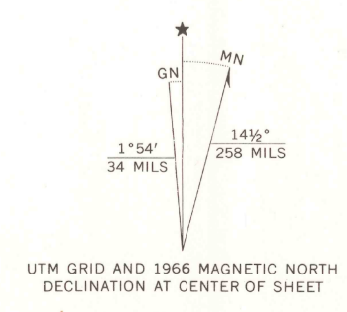 MN
GN
14½°
258 MILS
1°54'
34 MILS
UTM GRID AND 1966 MAGNETIC NORTH
DECLINATION AT CENTER OF SHEET